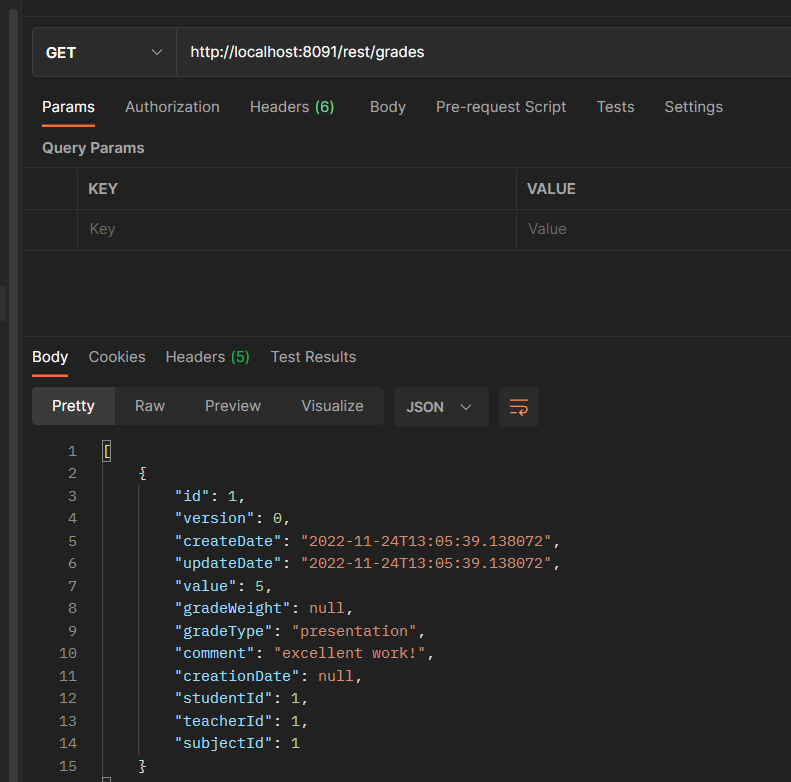 GET http://localhost:8091/rest/grades
Params Authorization Headers (6) Body Pre-request Script Tests Settings
Query Params
KEY VALUE
Key Value
Body Cookies Headers (5) Test Results
Pretty Raw Preview Visualize JSON
1 [
2 {
3 "id": 1,
4 "version": 0,
5 "createDate": "2022-11-24T13:05:39.138072",
6 "updateDate": "2022-11-24T13:05:39.138072",
7 "value": 5,
8 "gradeWeight": null,
9 "gradeType": "presentation",
10 "comment": "excellent work!",
11 "creationDate": null,
12 "studentId": 1,
13 "teacherId": 1,
14 "subjectId": 1
15 }